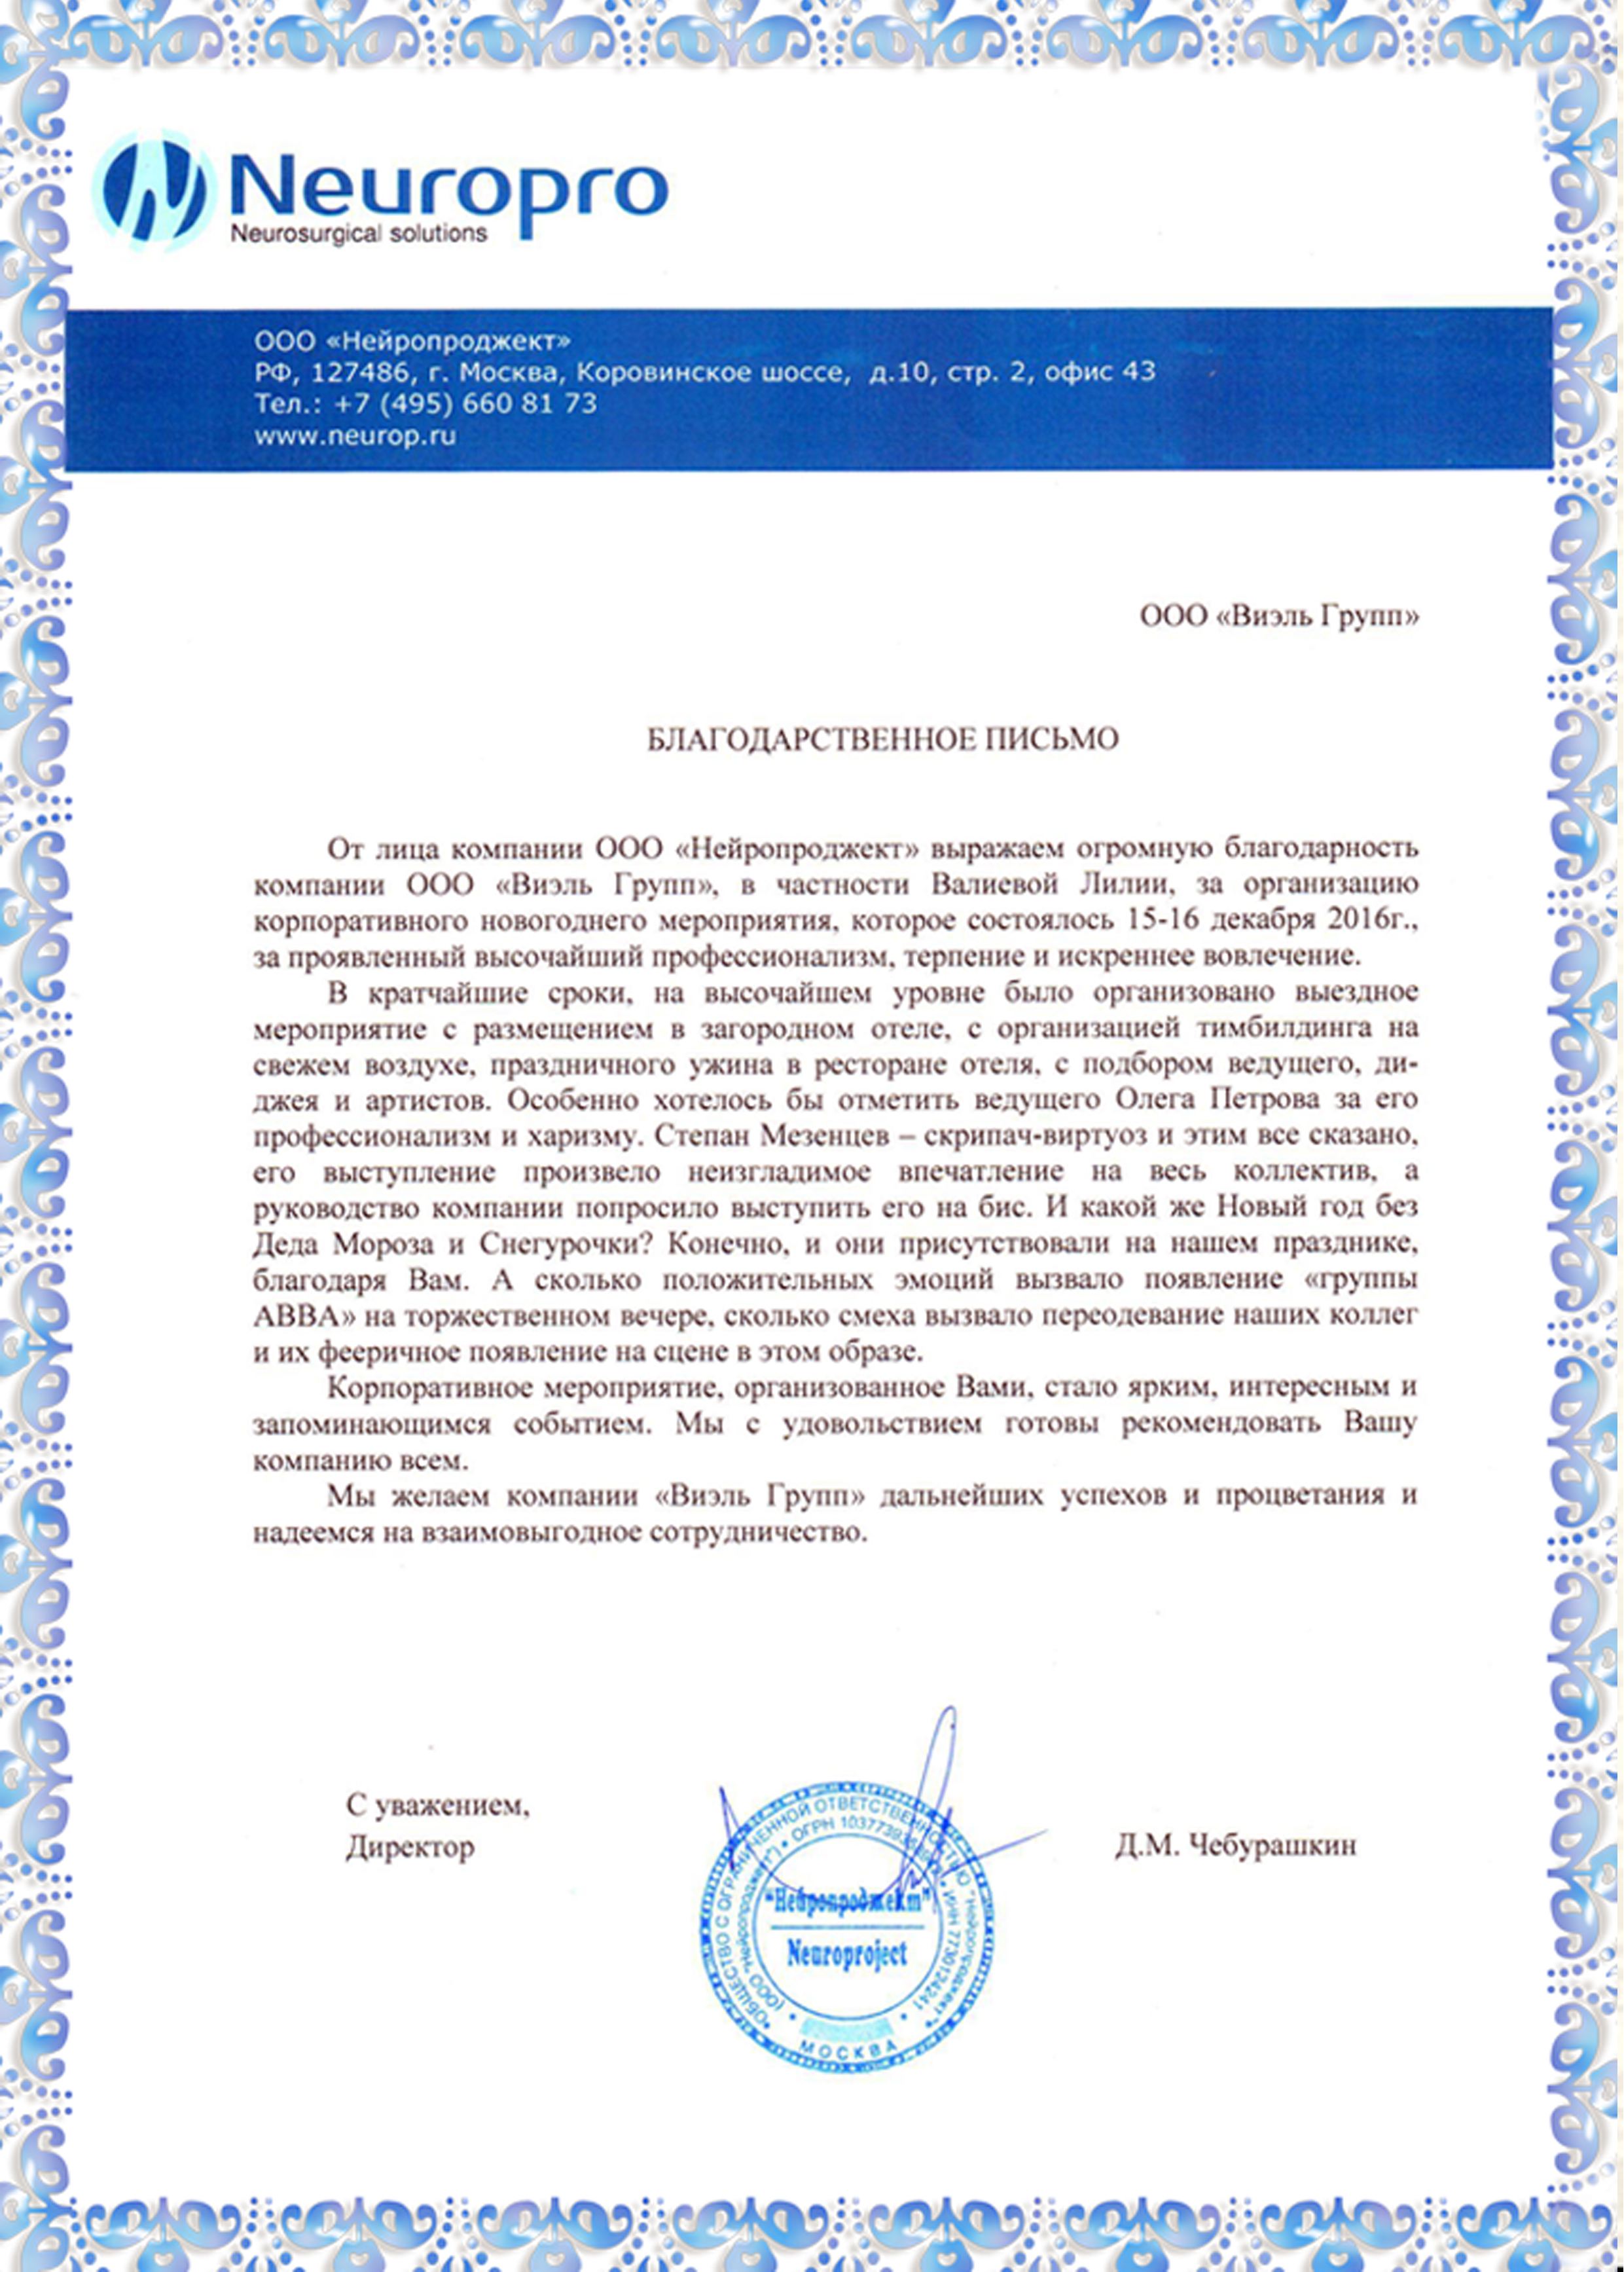 Neuropro
Neurosurgical solutions
ООО «Нейропроджект»
РФ, 127486, г. Москва, Коровинское шоссе, д.10, стр. 2, офис 43
Тел.: +7 (495) 660 81 73
www.neurop.ru
ООО «Виэль Групп»
БЛАГОДАРСТВЕННОЕ ПИСЬМО
От лица компании ООО «Нейропроджект» выражаем огромную благодарность
компании ООО «Виэль Групп», в частности Валиевой Лилии, за организацию
корпоративного новогоднего мероприятия, которое состоялось 15-16 декабря 2016г.,
за проявленный высочайший профессионализм, терпение и искреннее вовлечение.
В кратчайшие сроки, на высочайшем уровне было организовано выездное
мероприятие с размещением в загородном отеле, с организацией тимбилдинга на
свежем воздухе, праздничного ужина в ресторане отеля, с подбором ведущего, ди-
джея и артистов. Особенно хотелось бы отметить ведущего Олега Петрова за его
профессионализм и харизму. Степан Мезенцев – скрипач-виртуоз и этим все сказано,
его выступление произвело неизгладимое впечатление на весь коллектив, а
руководство компании попросило выступить его на бис. И какой же Новый год без
Деда Мороза и Снегурочки? Конечно, и они присутствовали на нашем празднике,
благодаря Вам. А сколько положительных эмоций вызвало появление «группы
АВВА» на торжественном вечере, сколько смеха вызвало переодевание наших коллег
и их фееричное появление на сцене в этом образе.
Корпоративное мероприятие, организованное Вами, стало ярким, интересным и
запоминающимся событием. Мы с удовольствием готовы рекомендовать Вашу
компанию всем.
Мы желаем компании «Виэль Групп» дальнейших успехов и процветания и
надеемся на взаимовыгодное сотрудничество.
С уважением,
Директор
Д.М. Чебурашкин
ОБЩЕСТВО С ОГРАНИЧЕННОЙ ОТВЕТСТВЕННОСТЬЮ "Нейропроджект"
(ООО "Нейропроджект") • ОГРН • ИНН 7730124241
"Нейропроджект"
Neuroproject
МОСКВА